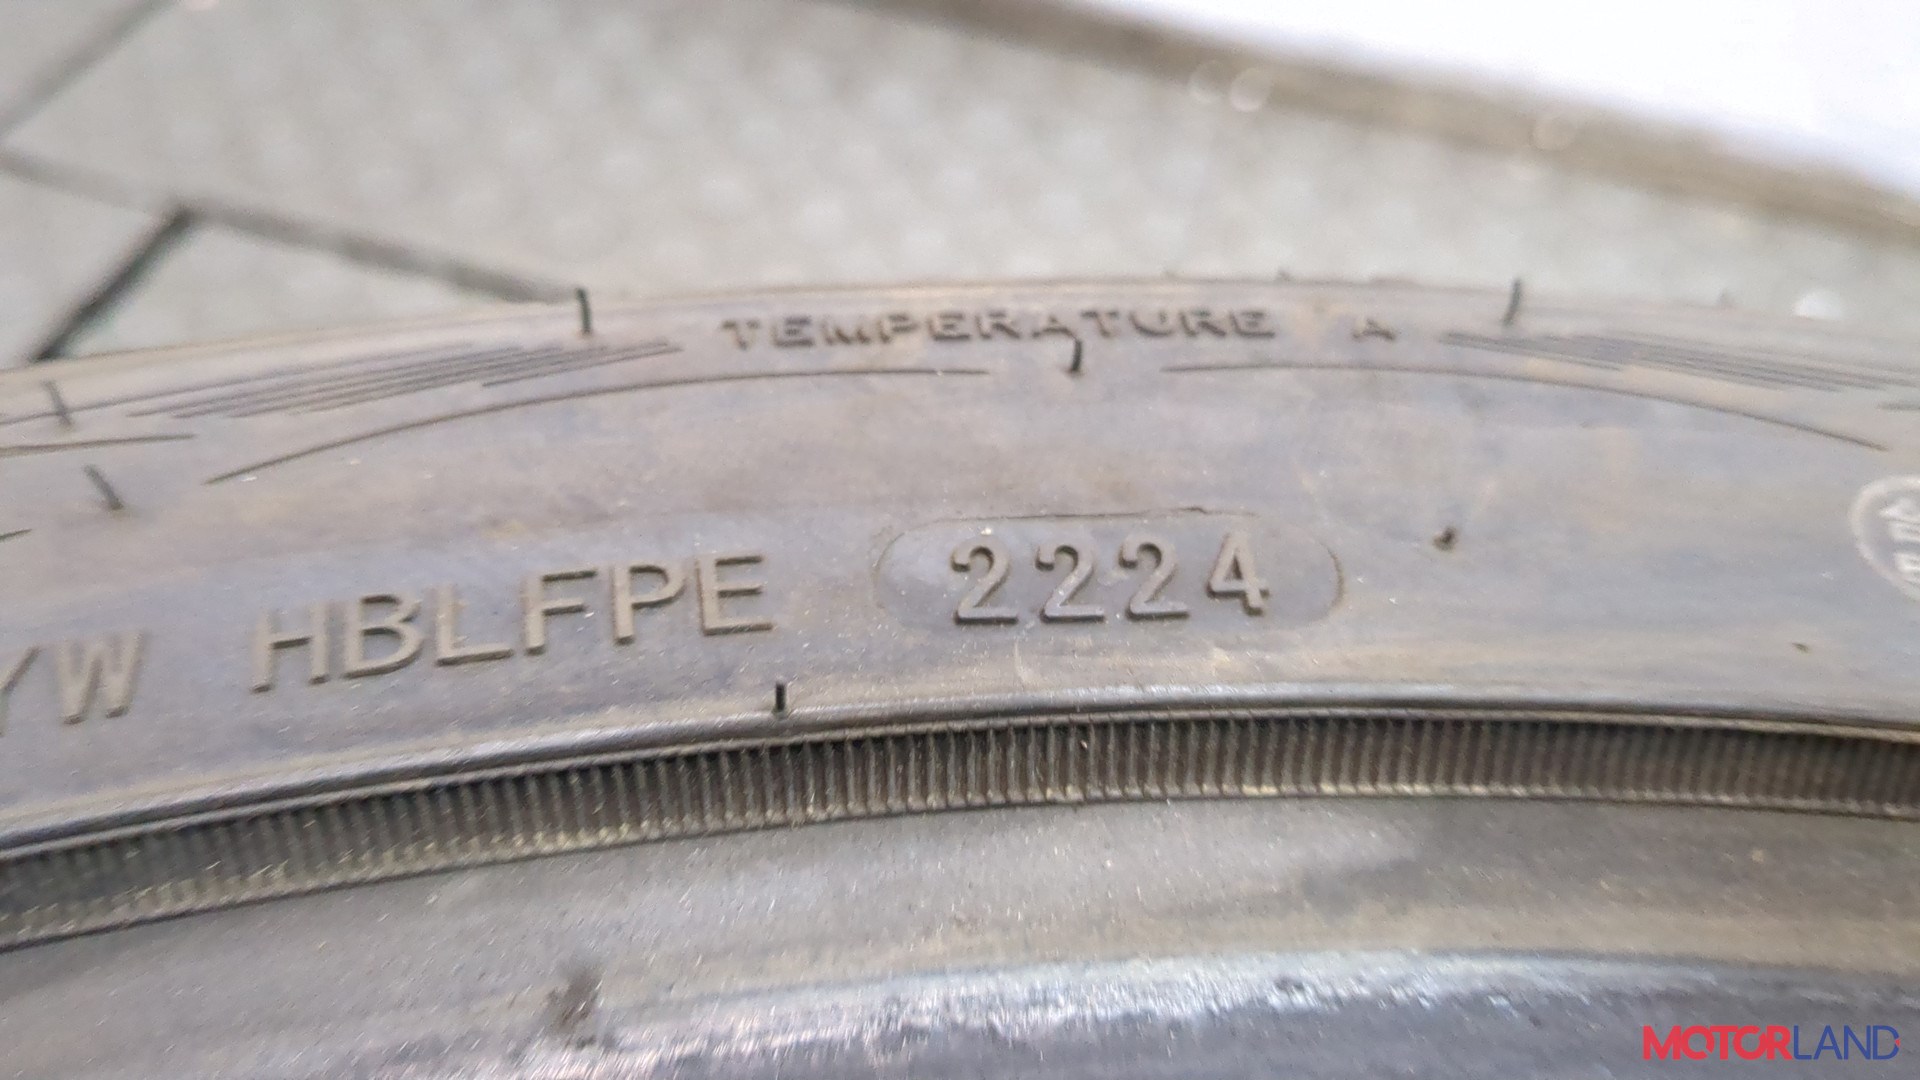 TEMPERATURE A
YW HBLFPE 2224
MOTORLAND